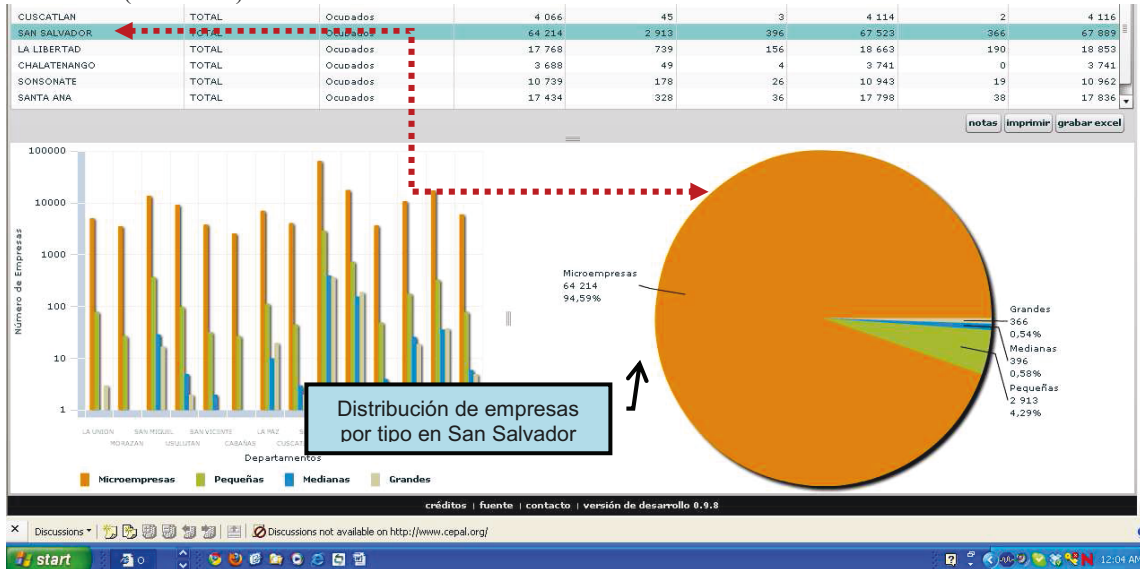 CUSCATLAN TOTAL Ocupados 4 066 45 3 4 114 2 4 116
SAN SALVADOR TOTAL Ocupados 64 214 2 913 396 67 523 366 67 889
LA LIBERTAD TOTAL Ocupados 17 768 739 156 18 663 190 18 853
CHALATENANGO TOTAL Ocupados 3 688 49 4 3 741 0 3 741
SONSONATE TOTAL Ocupados 10 739 178 26 10 943 19 10 962
SANTA ANA TOTAL Ocupados 17 434 328 36 17 798 38 17 836
notas imprimir grabar excel
100000
10000
1000
100
10
1
Número de Empresas
LA UNION SAN MIGUEL SAN VICENTE LA PAZ
MORAZAN USULUTAN CABAÑAS
Departamentos
Microempresas Pequeñas Medianas Grandes
Microempresas
64 214
94,59%
Grandes
366
0,54%
Medianas
396
0,58%
Pequeñas
2 913
4,29%
Distribución de empresas
por tipo en San Salvador
créditos | fuente | contacto | versión de desarrollo 0.9.8
Discussions Discussions not available on http://www.cepal.org/
start 12:04 AM